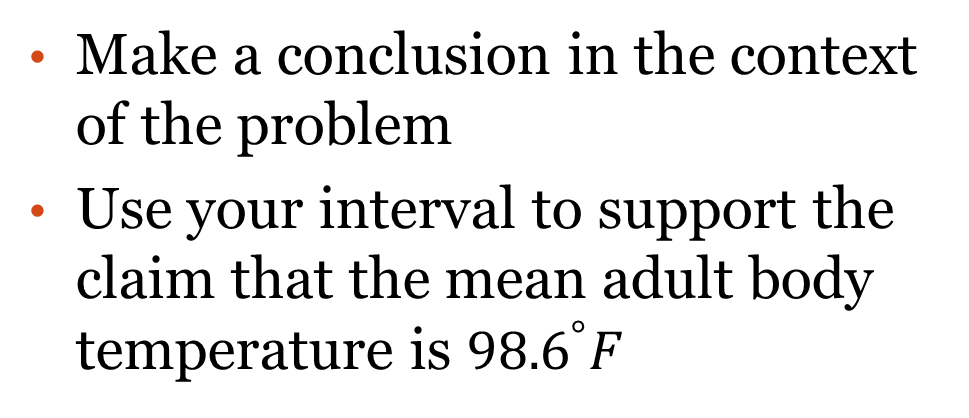 • Make a conclusion in the context
of the problem
• Use your interval to support the
claim that the mean adult body
temperature is 98.6°F